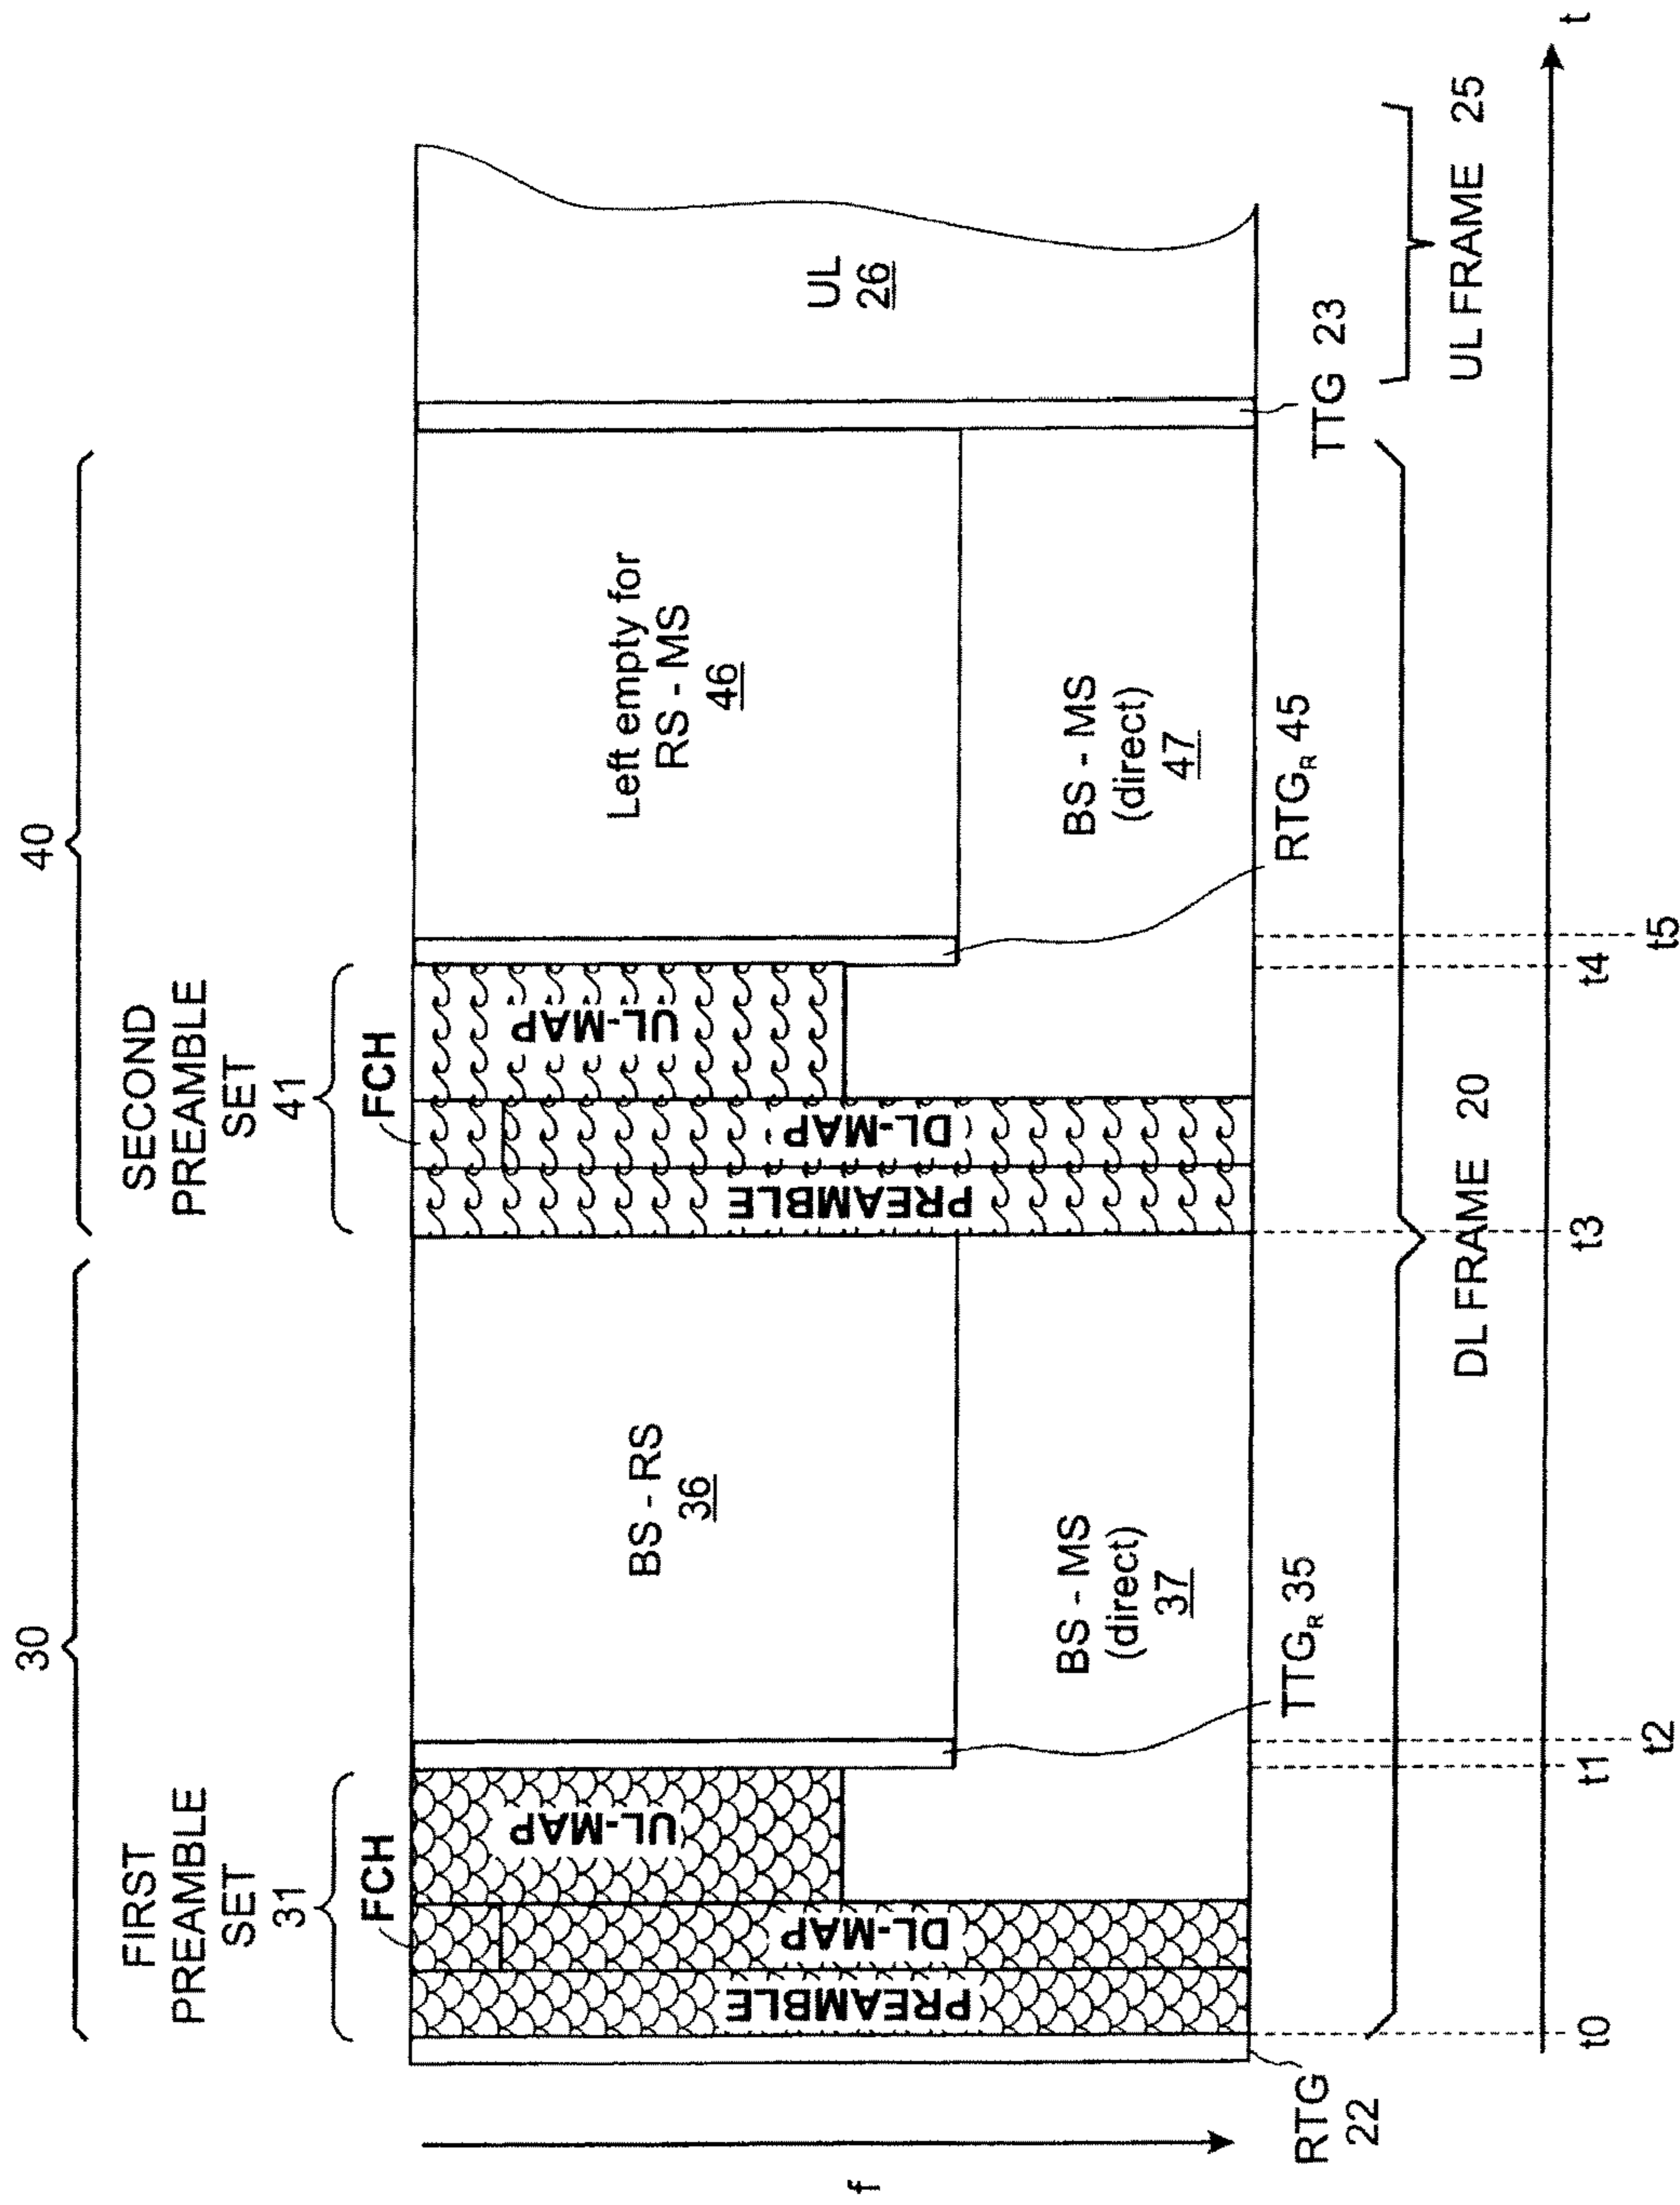 30
40
FIRST
PREAMBLE
SET
31
SECOND
PREAMBLE
SET
41
FCH
FCH
PREAMBLE
DL-MAP
UL-MAP
BS - RS
36
PREAMBLE
DL-MAP
UL-MAP
Left empty for
RS - MS
46
UL
26
BS - MS
(direct)
37
BS - MS
(direct)
47
f
RTG
22
TTGR 35
RTGR 45
TTG 23
DL FRAME 20
UL FRAME 25
t0
t1
t2
t3
t4
t5
t